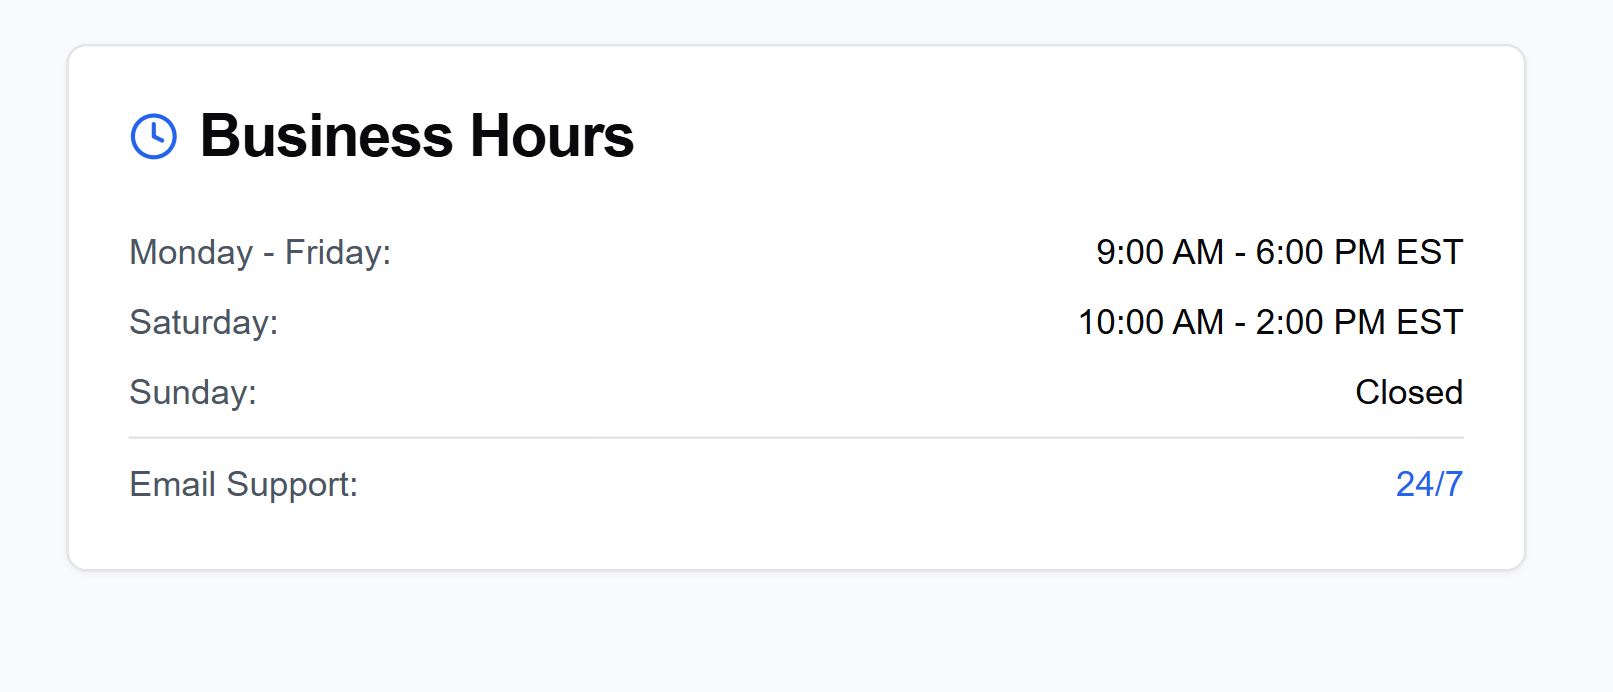 Business Hours
Monday - Friday: 9:00 AM - 6:00 PM EST
Saturday: 10:00 AM - 2:00 PM EST
Sunday: Closed
Email Support: 24/7